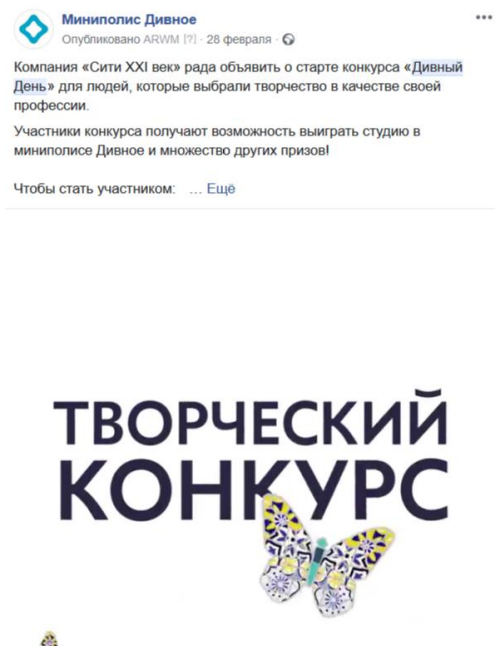 Миниполис Дивное
Опубликовано ARWM [?] · 28 февраля ·
Компания «Сити XXI век» рада объявить о старте конкурса «Дивный
День» для людей, которые выбрали творчество в качестве своей
профессии.
Участники конкурса получают возможность выиграть студию в
миниполисе Дивное и множество других призов!
Чтобы стать участником: ... Ещё
ТВОРЧЕСКИЙ
КОНКУРС